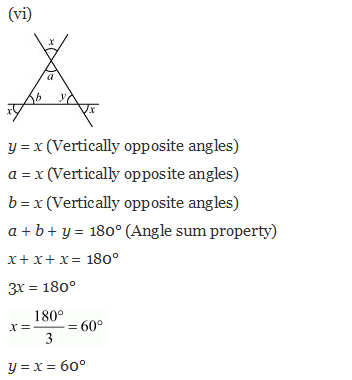 (vi)
x
a
b y
x x
y = x (Vertically opposite angles)
a = x (Vertically opposite angles)
b = x (Vertically opposite angles)
a + b + y = 180° (Angle sum property)
x + x + x = 180°
3x = 180°
x = 180°/3 = 60°
y = x = 60°